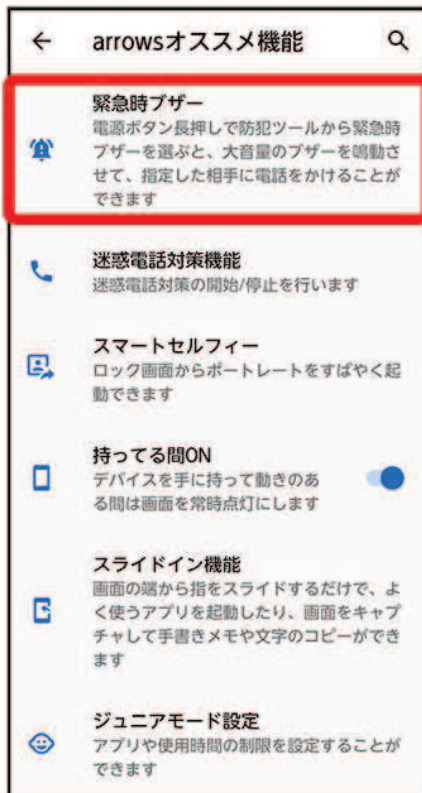 arrowsオススメ機能
緊急時ブザー
電源ボタン長押しで防犯ツールから緊急時
ブザーを選ぶと、大音量のブザーを鳴動さ
せて、指定した相手に電話をかけることが
できます
迷惑電話対策機能
迷惑電話対策の開始/停止を行います
スマートセルフィー
ロック画面からポートレートをすばやく起
動できます
持ってる間ON
デバイスを手に持って動きのあ
る間は画面を常時点灯にします
スライドイン機能
画面の端から指をスライドするだけで、よ
く使うアプリを起動したり、画面をキャプ
チャして手書きメモや文字のコピーができ
ます
ジュニアモード設定
アプリや使用時間の制限を設定することが
できます